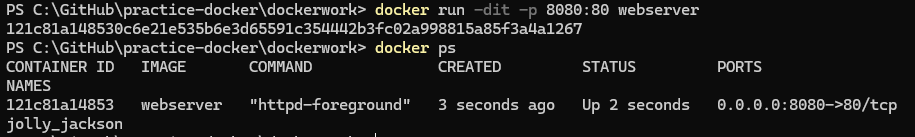 PS C:\GitHub\practice-docker\dockerwork> docker run -dit -p 8080:80 webserver
121c81a148530c6e21e535b6e3d65591c354442b3fc02a998815a85f3a4a1267
PS C:\GitHub\practice-docker\dockerwork> docker ps
CONTAINER ID   IMAGE       COMMAND              CREATED         STATUS         PORTS
NAMES
121c81a14853   webserver   "httpd-foreground"   3 seconds ago   Up 2 seconds   0.0.0.0:8080->80/tcp
jolly_jackson